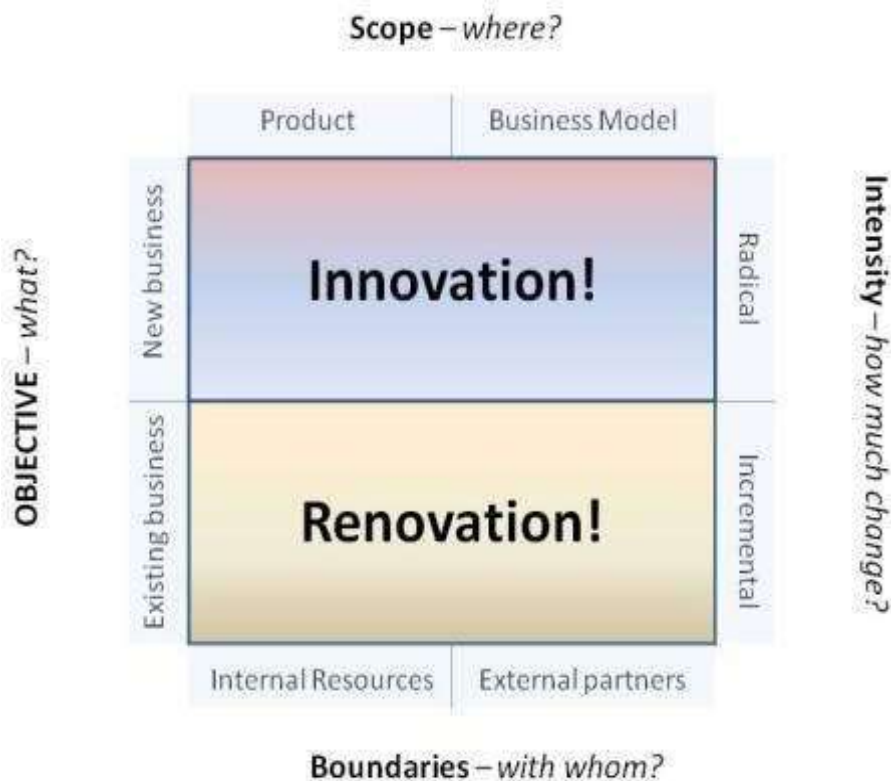 Scope – where?
Product
Business Model
OBJECTIVE – what?
New business
Innovation!
Radical
Intensity – how much change?
Existing business
Renovation!
Incremental
Internal Resources
External partners
Boundaries – with whom?